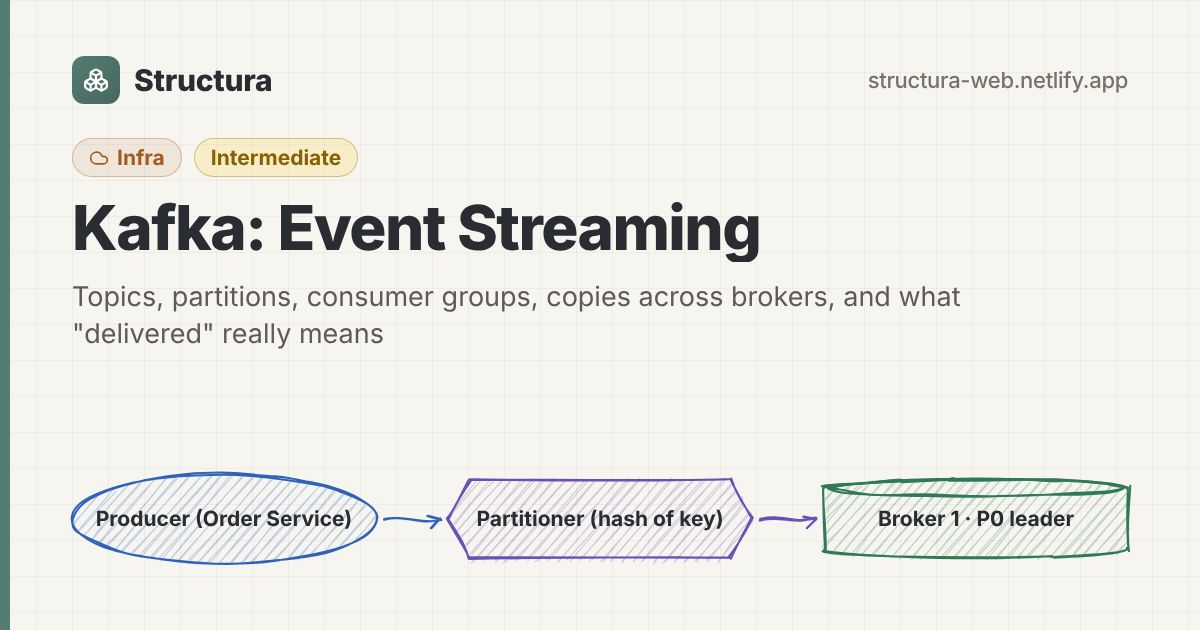 Structura
structura-web.netlify.app
Infra
Intermediate
Kafka: Event Streaming
Topics, partitions, consumer groups, copies across brokers, and what
"delivered" really means
Producer (Order Service)
Partitioner (hash of key)
Broker 1 · P0 leader